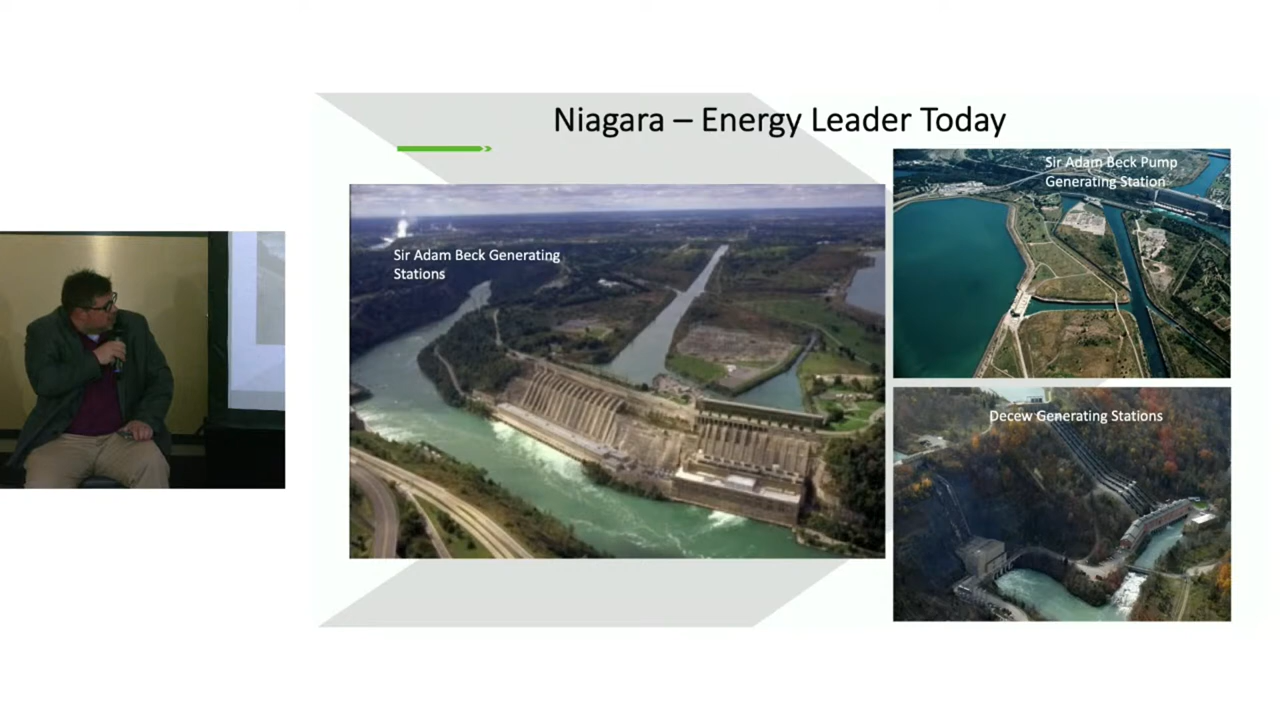 Niagara – Energy Leader Today
Sir Adam Beck Generating
Stations
Sir Adam Beck Pump
Generating Station
Decew Generating Stations